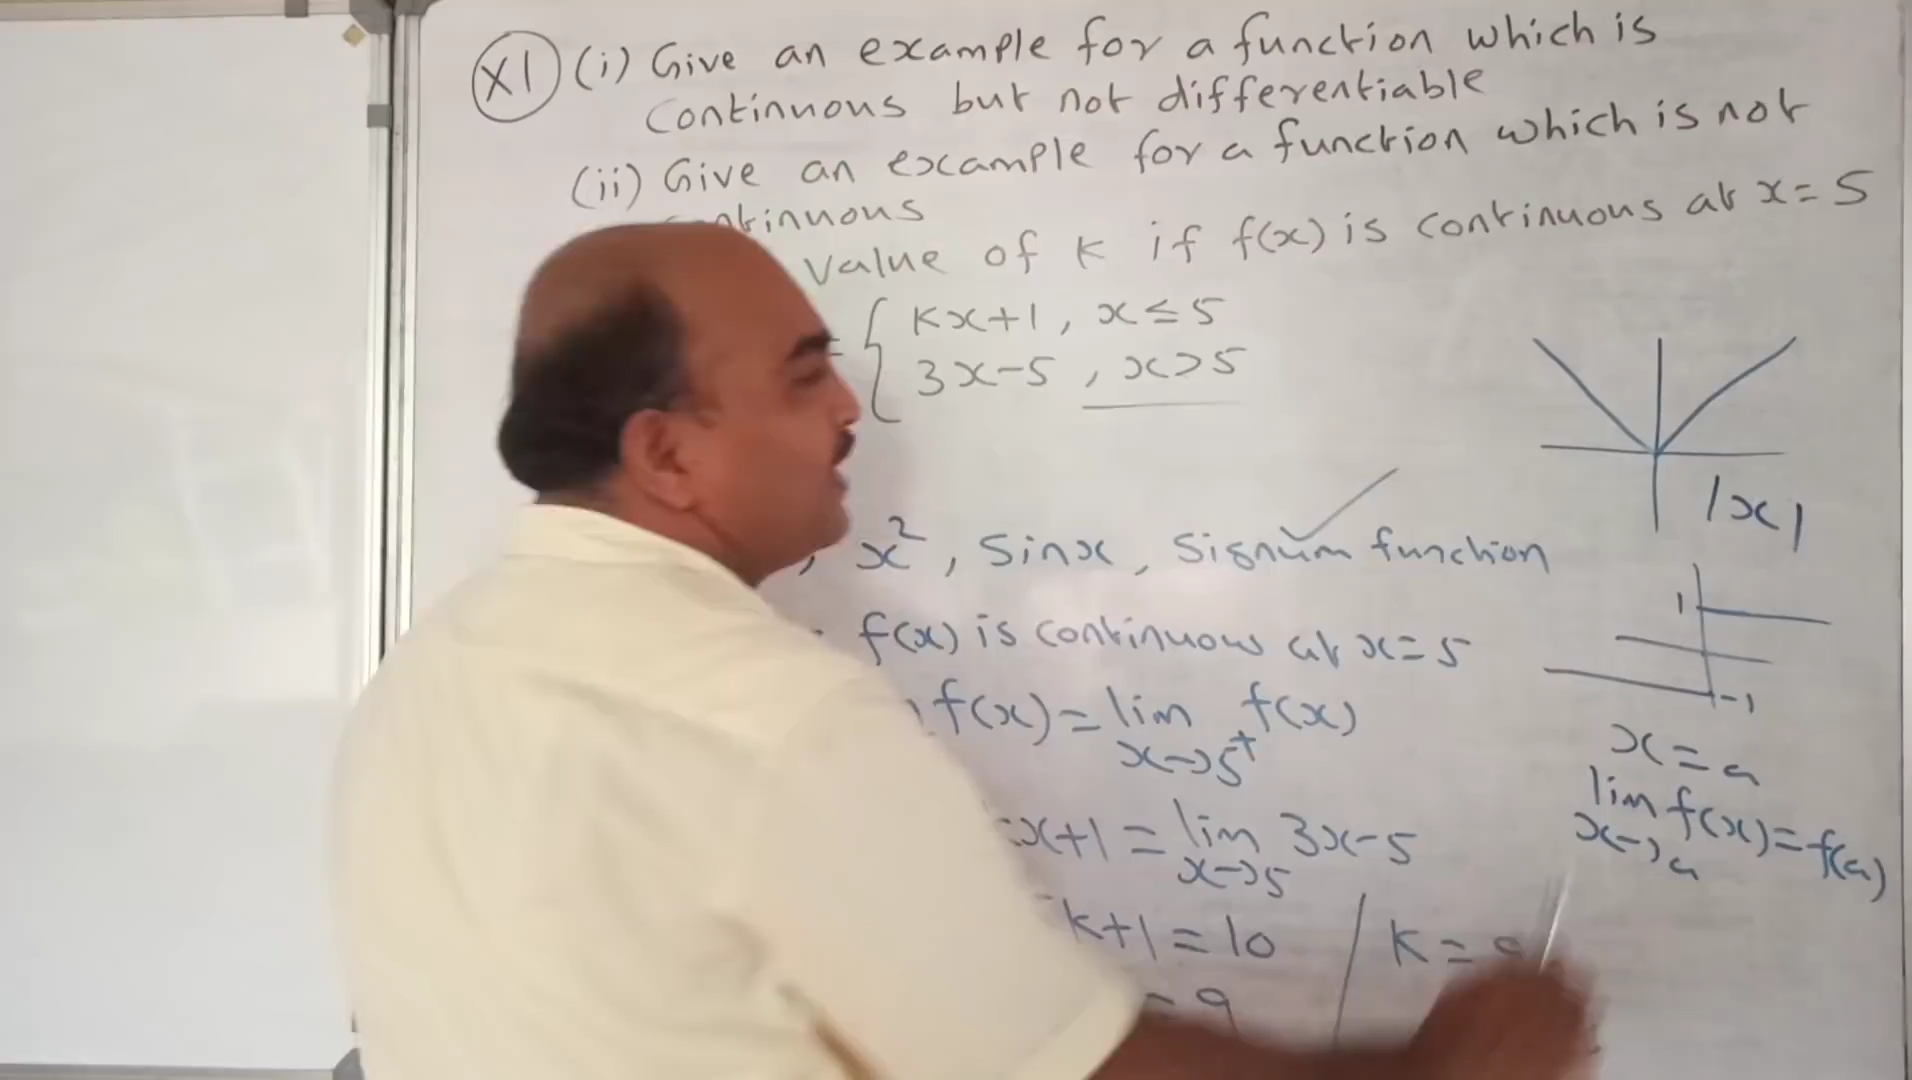 XI (i) Give an example for a function which is
continuous but not differentiable
(ii) Give an example for a function which is not
continuous
value of k if f(x) is continuous at x=5
= { kx+1, x≤5
3x-5, x>5
|x|
, x², Sinx, Signum function
1
-1
f(x) is continuous at x=5
f(x) = lim f(x)
x→5⁺
x=a
lim f(x)=f(a)
x→a
x+1 = lim 3x-5
x→5
k+1=10
k=
=9